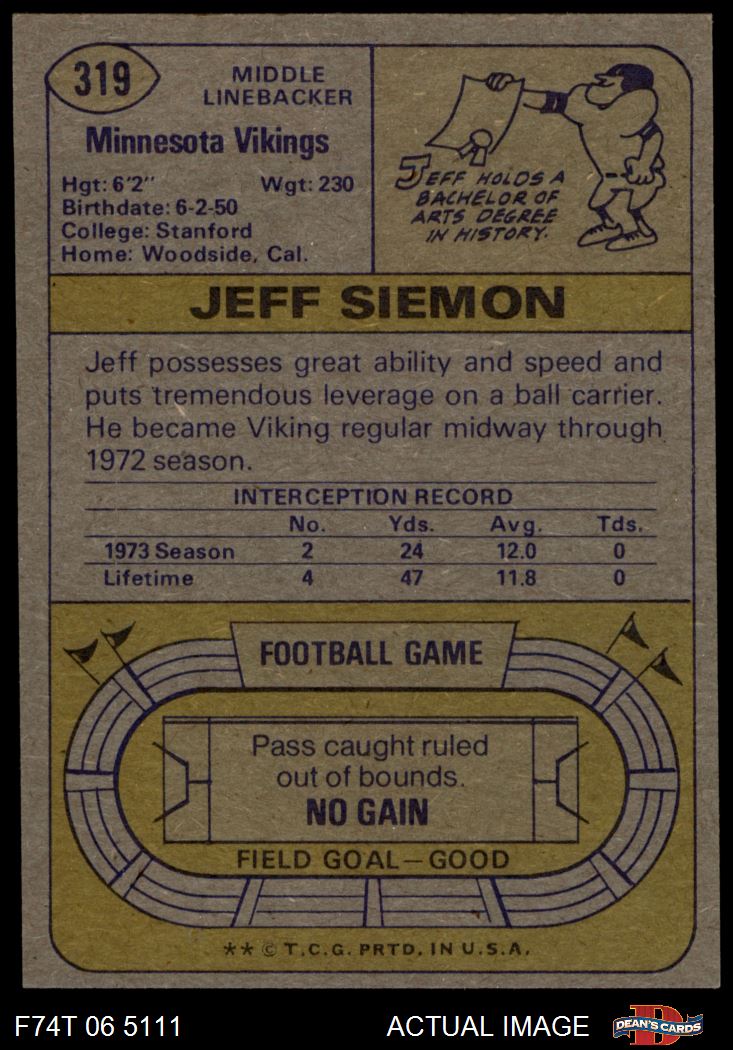 319
MIDDLE
LINEBACKER
Minnesota Vikings
Hgt: 6'2" Wgt: 230
Birthdate: 6-2-50
College: Stanford
Home: Woodside, Cal.
JEFF HOLDS A
BACHELOR OF
ARTS DEGREE
IN HISTORY.
JEFF SIEMON
Jeff possesses great ability and speed and
puts tremendous leverage on a ball carrier.
He became Viking regular midway through
1972 season.
INTERCEPTION RECORD
No. Yds. Avg. Tds.
1973 Season 2 24 12.0 0
Lifetime 4 47 11.8 0
FOOTBALL GAME
Pass caught ruled
out of bounds.
NO GAIN
FIELD GOAL—GOOD
** © T.C.G. PRTD. IN U.S.A.
F74T 06 5111 ACTUAL IMAGE
D
DEAN'S CARDS